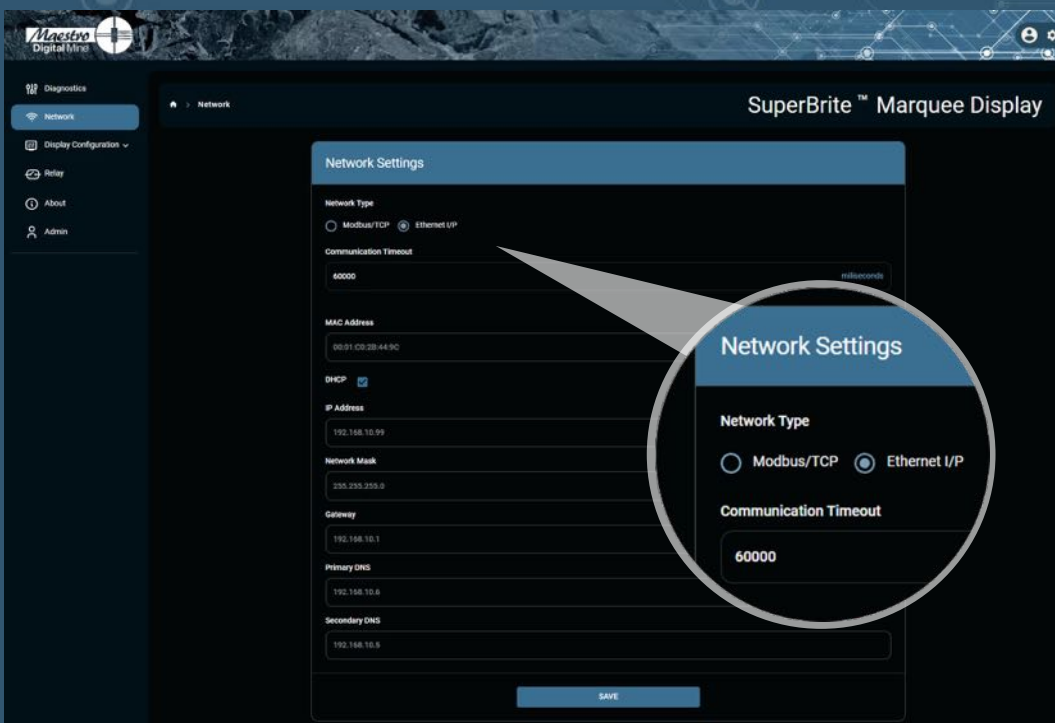 Maestro
Digital Mine
Diagnostics
Network
Display Configuration
Relay
About
Admin
> Network
SuperBrite™ Marquee Display
Network Settings
Network Type
Modbus/TCP Ethernet I/P
Communication Timeout
60000 miliseconds
MAC Address
00:01:C0:2B:44:9C
DHCP
IP Address
192.168.10.99
Network Mask
255.255.255.0
Gateway
192.168.10.1
Primary DNS
192.168.10.6
Secondary DNS
192.168.10.5
SAVE
Network Settings
Network Type
Modbus/TCP Ethernet I/P
Communication Timeout
60000